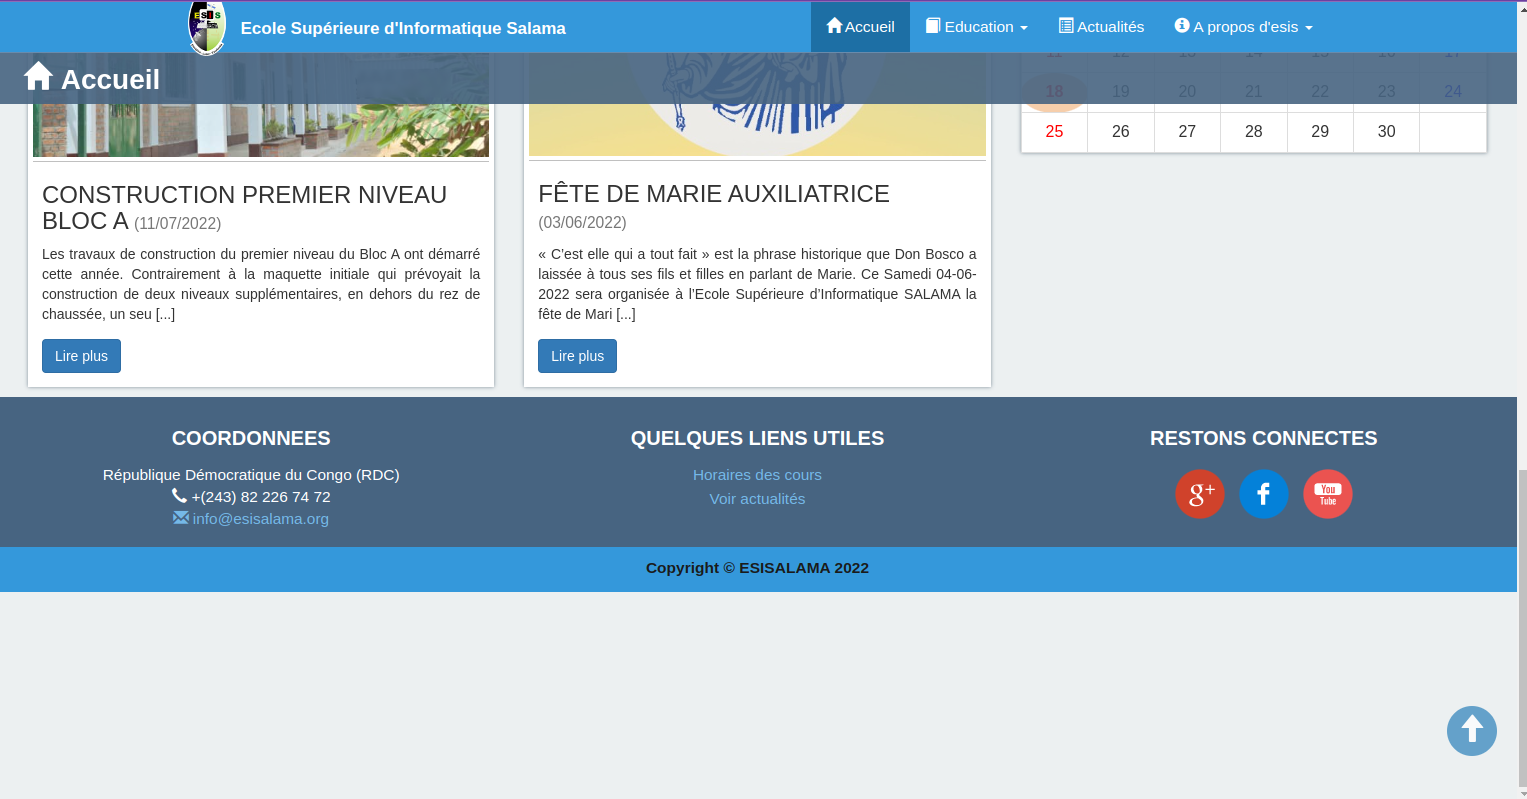 ESIS
Ecole Supérieure d'Informatique Salama
Accueil
Education
Actualités
A propos d'esis
Accueil
11 12 13 14 15 16 17
18 19 20 21 22 23 24
25 26 27 28 29 30
CONSTRUCTION PREMIER NIVEAU
BLOC A (11/07/2022)
Les travaux de construction du premier niveau du Bloc A ont démarré
cette année. Contrairement à la maquette initiale qui prévoyait la
construction de deux niveaux supplémentaires, en dehors du rez de
chaussée, un seu [...]
Lire plus
FÊTE DE MARIE AUXILIATRICE
(03/06/2022)
« C’est elle qui a tout fait » est la phrase historique que Don Bosco a
laissée à tous ses fils et filles en parlant de Marie. Ce Samedi 04-06-
2022 sera organisée à l’Ecole Supérieure d’Informatique SALAMA la
fête de Mari [...]
Lire plus
COORDONNEES
République Démocratique du Congo (RDC)
+(243) 82 226 74 72
info@esisalama.org
QUELQUES LIENS UTILES
Horaires des cours
Voir actualités
RESTONS CONNECTES
g+
f
You
Tube
Copyright © ESISALAMA 2022